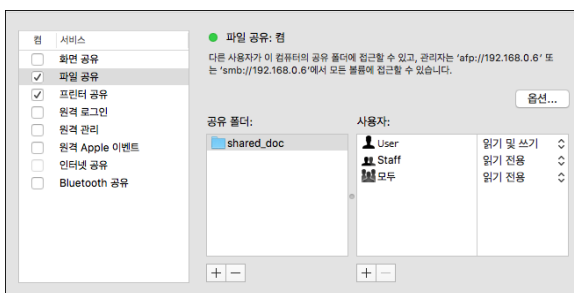 켬 서비스
화면 공유
파일 공유
프린터 공유
원격 로그인
원격 관리
원격 Apple 이벤트
인터넷 공유
Bluetooth 공유
파일 공유: 켬
다른 사용자가 이 컴퓨터의 공유 폴더에 접근할 수 있고, 관리자는 ‘afp://192.168.0.6’ 또
는 ‘smb://192.168.0.6’에서 모든 볼륨에 접근할 수 있습니다.
옵션...
공유 폴더:
shared_doc
사용자:
User 읽기 및 쓰기
Staff 읽기 전용
모두 읽기 전용
+ −
+ −